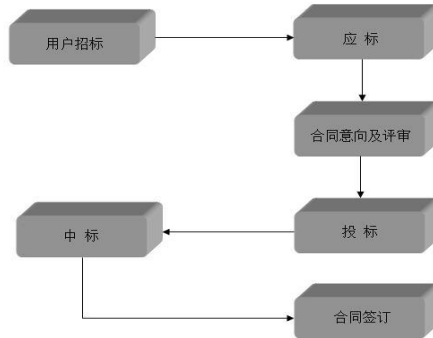 用户招标
应 标
合同意向及评审
投 标
中 标
合同签订